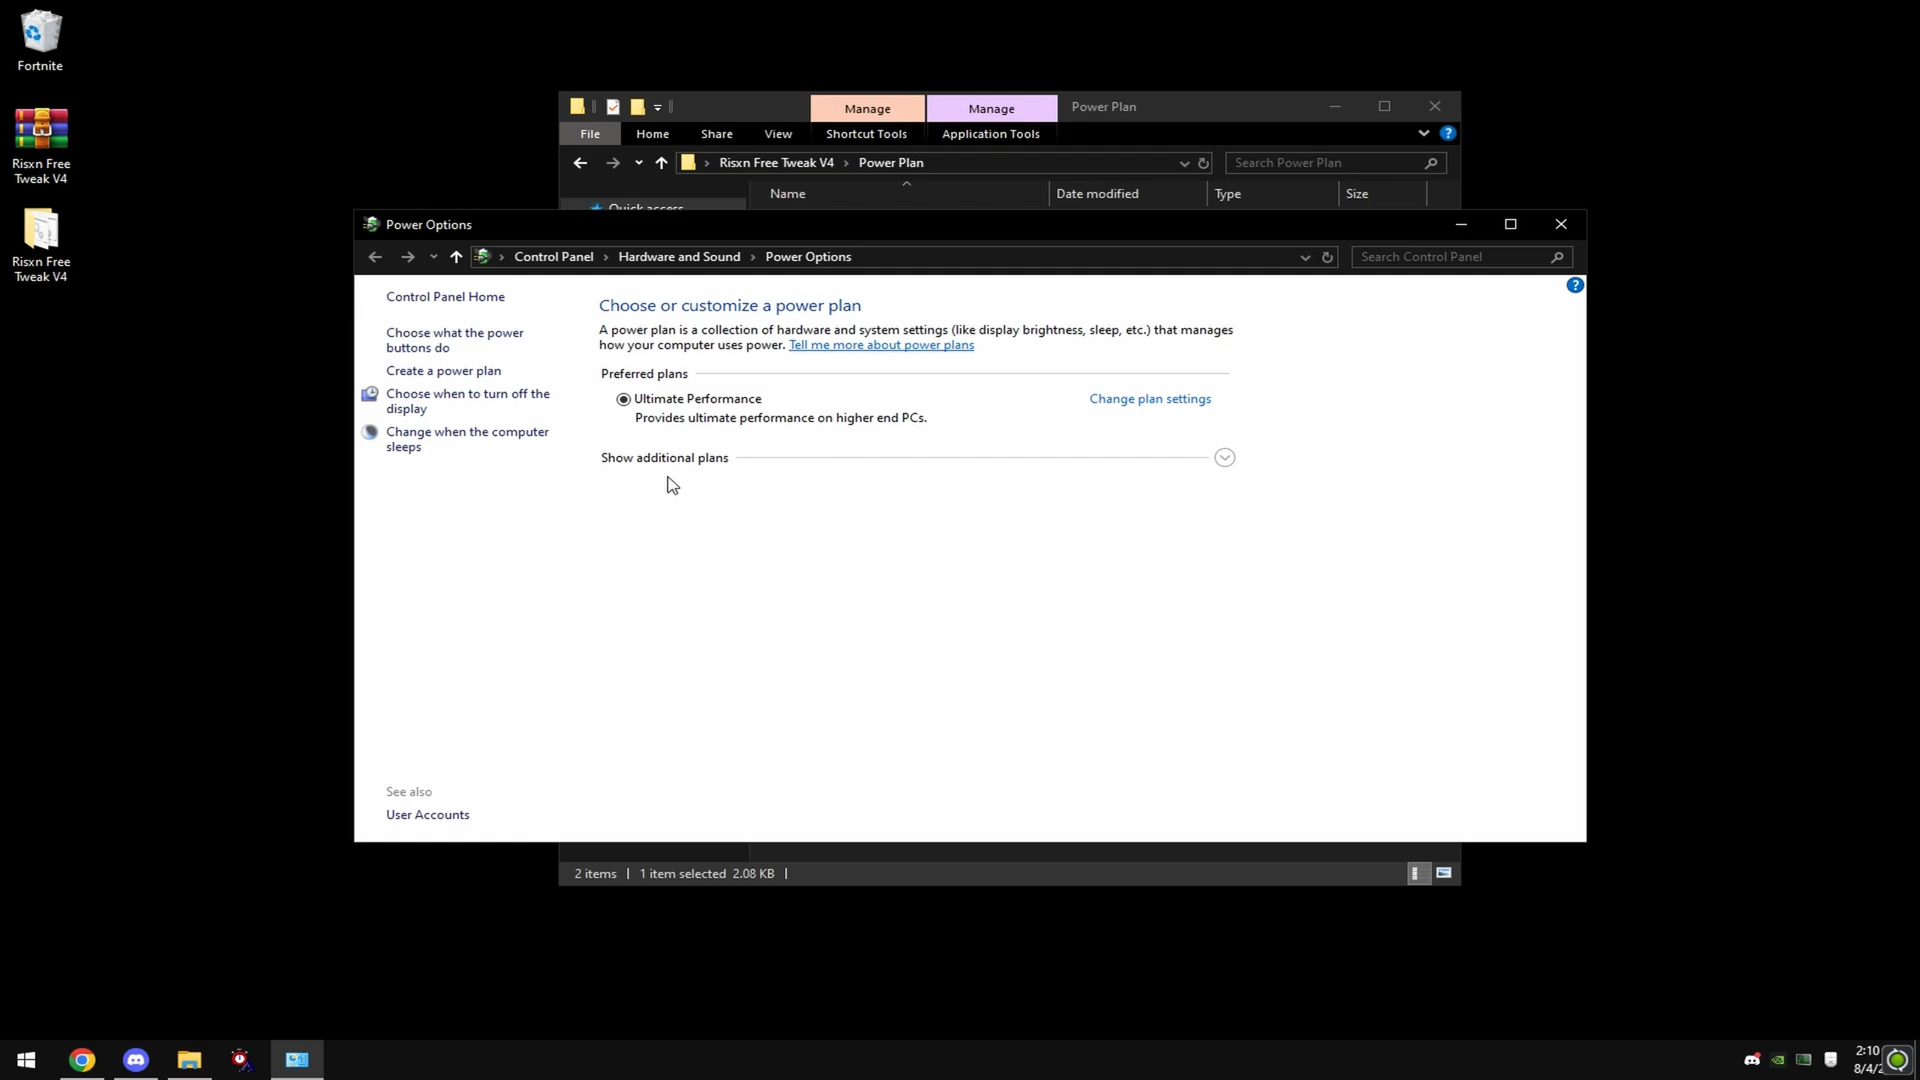 Fortnite
Risxn Free
Tweak V4
Risxn Free
Tweak V4
Manage
Manage
Power Plan
File
Home
Share
View
Shortcut Tools
Application Tools
Risxn Free Tweak V4 › Power Plan
Search Power Plan
Name
Date modified
Type
Size
Quick access
Power Options
Control Panel › Hardware and Sound › Power Options
Search Control Panel
Control Panel Home
Choose what the power
buttons do
Create a power plan
Choose when to turn off the
display
Change when the computer
sleeps
See also
User Accounts
Choose or customize a power plan
A power plan is a collection of hardware and system settings (like display brightness, sleep, etc.) that manages
how your computer uses power. Tell me more about power plans
Preferred plans
Ultimate Performance
Change plan settings
Provides ultimate performance on higher end PCs.
Show additional plans
2 items
1 item selected 2.08 KB
2:10
8/4/2